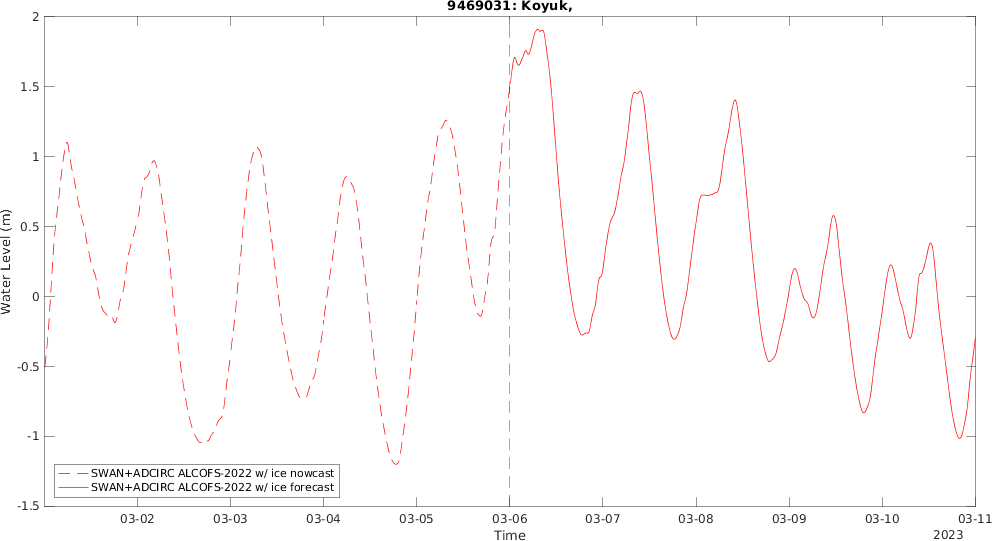 9469031: Koyuk,
Water Level (m)
2
1.5
1
0.5
0
-0.5
-1
-1.5
SWAN+ADCIRC ALCOFS-2022 w/ ice nowcast
SWAN+ADCIRC ALCOFS-2022 w/ ice forecast
03-02 03-03 03-04 03-05 03-06 03-07 03-08 03-09 03-10 03-11
Time
2023